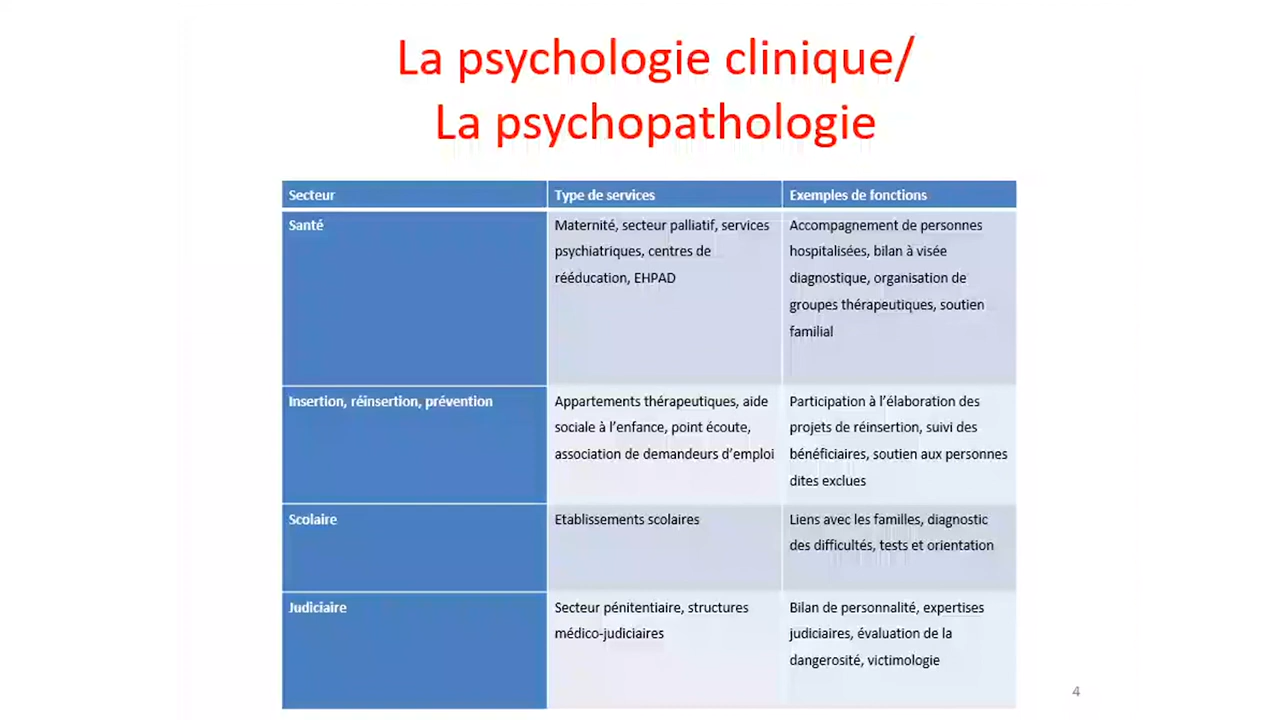 La psychologie clinique/
La psychopathologie
Secteur
Type de services
Exemples de fonctions
Santé
Maternité, secteur palliatif, services
psychiatriques, centres de
rééducation, EHPAD
Accompagnement de personnes
hospitalisées, bilan à visée
diagnostique, organisation de
groupes thérapeutiques, soutien
familial
Insertion, réinsertion, prévention
Appartements thérapeutiques, aide
sociale à l’enfance, point écoute,
association de demandeurs d’emploi
Participation à l’élaboration des
projets de réinsertion, suivi des
bénéficiaires, soutien aux personnes
dites exclues
Scolaire
Etablissements scolaires
Liens avec les familles, diagnostic
des difficultés, tests et orientation
Judiciaire
Secteur pénitentiaire, structures
médico-judiciaires
Bilan de personnalité, expertises
judiciaires, évaluation de la
dangerosité, victimologie
4